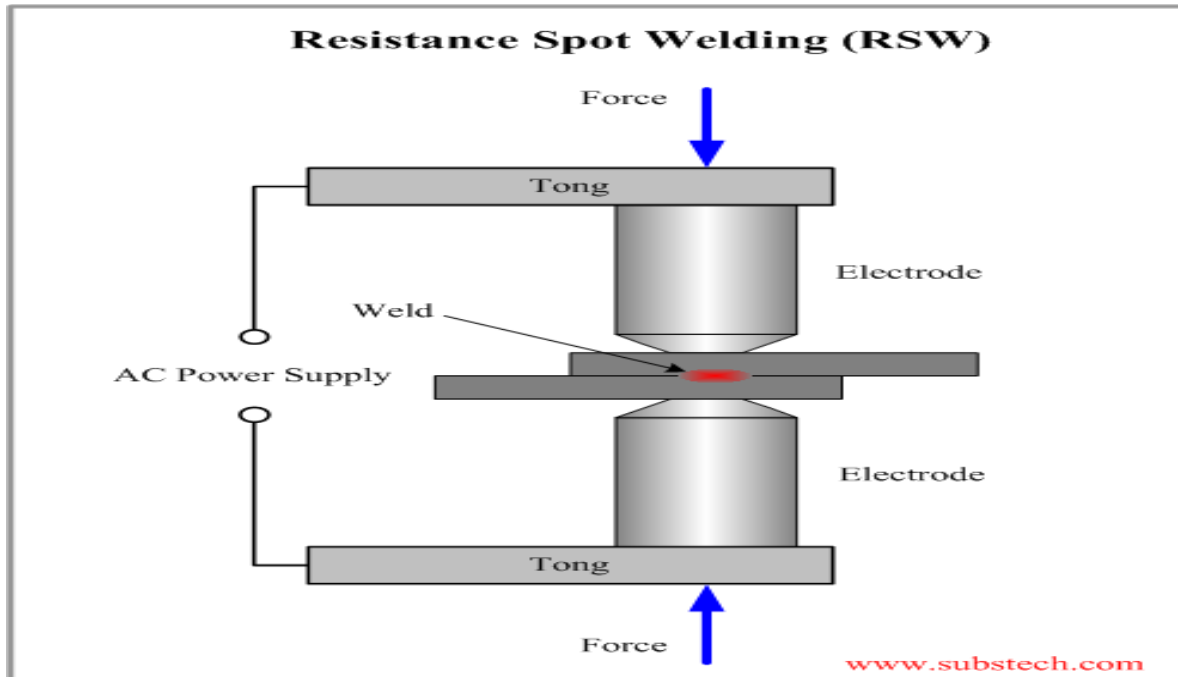 Resistance Spot Welding (RSW)
Force
Tong
Electrode
Weld
AC Power Supply
Electrode
Tong
Force
www.substech.com